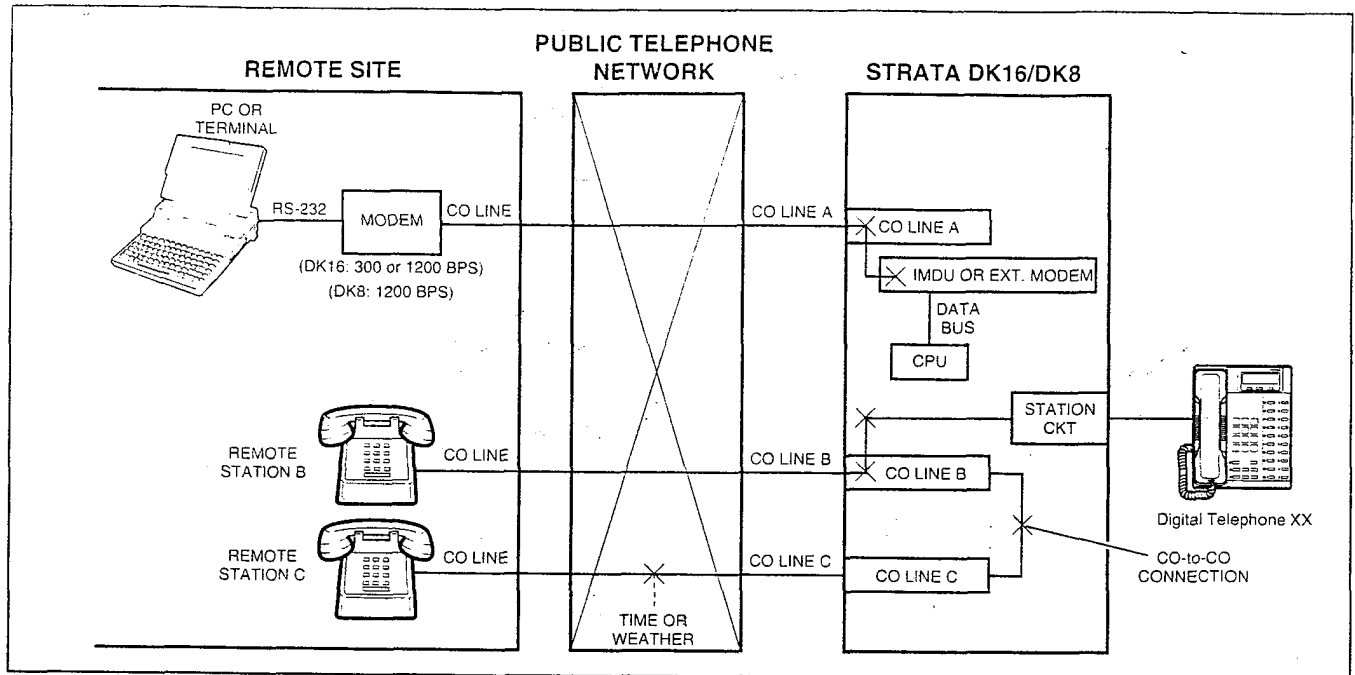 PUBLIC TELEPHONE
NETWORK
REMOTE SITE
STRATA DK16/DK8
PC OR
TERMINAL
RS-232
MODEM
CO LINE
CO LINE A
CO LINE A
(DK16: 300 or 1200 BPS)
(DK8: 1200 BPS)
IMDU OR EXT. MODEM
DATA
BUS
CPU
STATION
CKT
REMOTE
STATION B
CO LINE
CO LINE B
CO LINE B
Digital Telephone XX
REMOTE
STATION C
CO LINE
CO LINE C
CO LINE C
CO-to-CO
CONNECTION
TIME OR
WEATHER